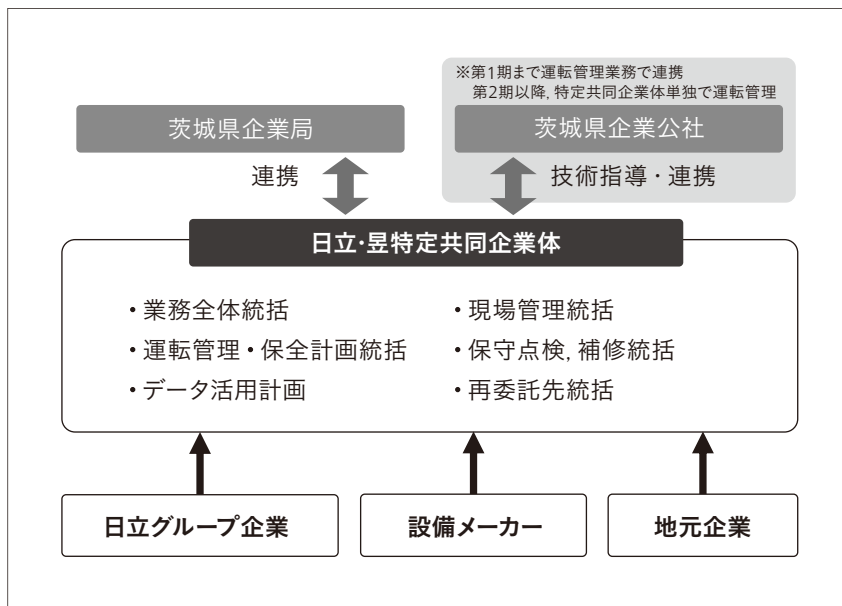 ※第1期まで運転管理業務で連携
第2期以降, 特定共同企業体単独で運転管理
茨城県企業局
茨城県企業公社
連携
技術指導・連携
日立・昱特定共同企業体
・業務全体統括
・運転管理・保全計画統括
・データ活用計画
・現場管理統括
・保守点検, 補修統括
・再委託先統括
日立グループ企業
設備メーカー
地元企業